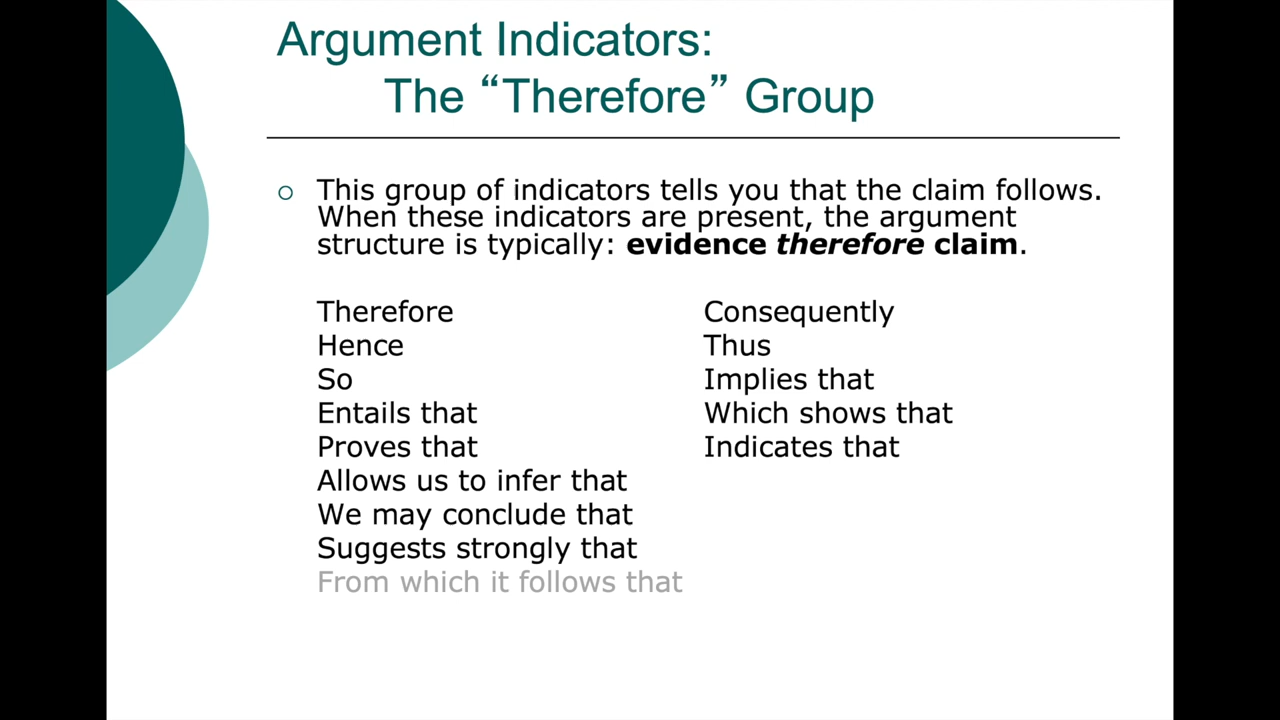 Argument Indicators:
The “Therefore” Group
This group of indicators tells you that the claim follows.
When these indicators are present, the argument
structure is typically: evidence therefore claim.
Therefore Consequently
Hence Thus
So Implies that
Entails that Which shows that
Proves that Indicates that
Allows us to infer that
We may conclude that
Suggests strongly that
From which it follows that